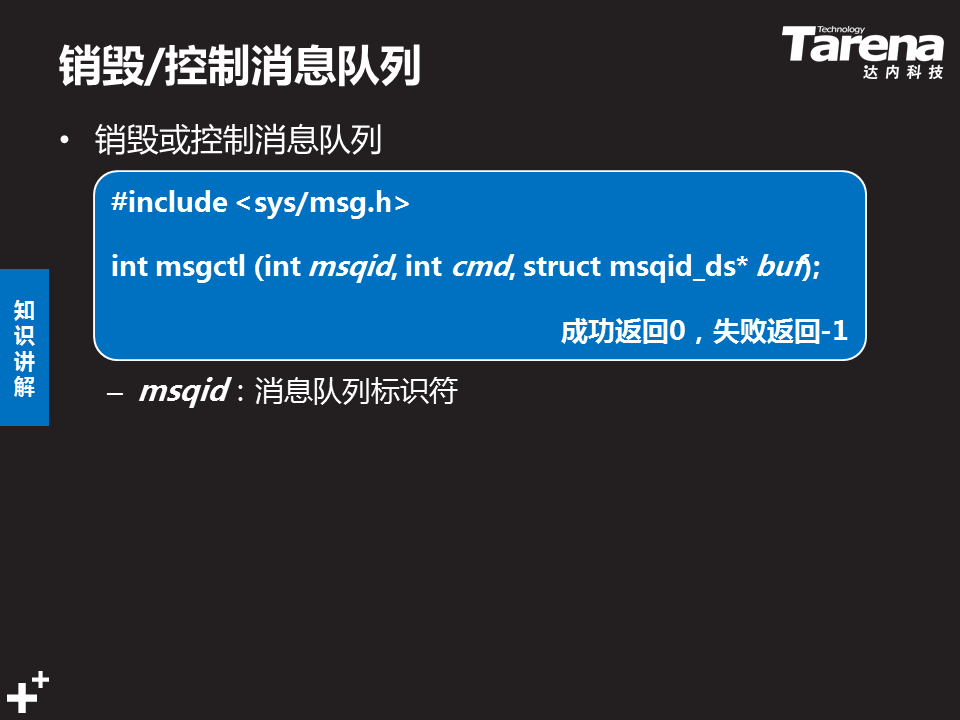 销毁/控制消息队列
Technology
Tarena
达内科技
• 销毁或控制消息队列
#include <sys/msg.h>
int msgctl (int msqid, int cmd, struct msqid_ds* buf);
成功返回0，失败返回-1
知识讲解
– msqid：消息队列标识符